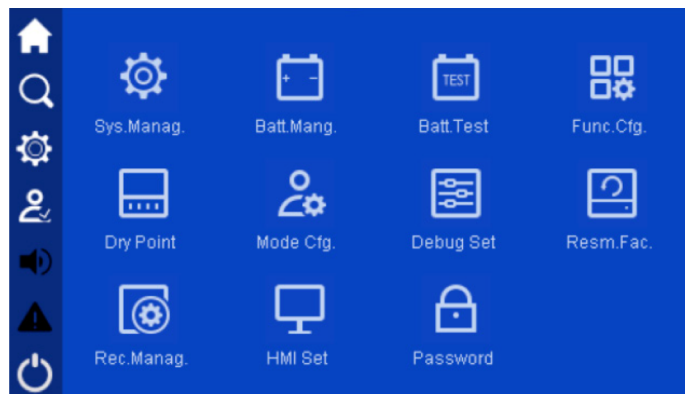 Sys.Manag.
Batt.Mang.
TEST
Batt.Test
Func.Cfg.
Dry Point
Mode Cfg.
Debug Set
Resm.Fac.
Rec.Manag.
HMI Set
Password